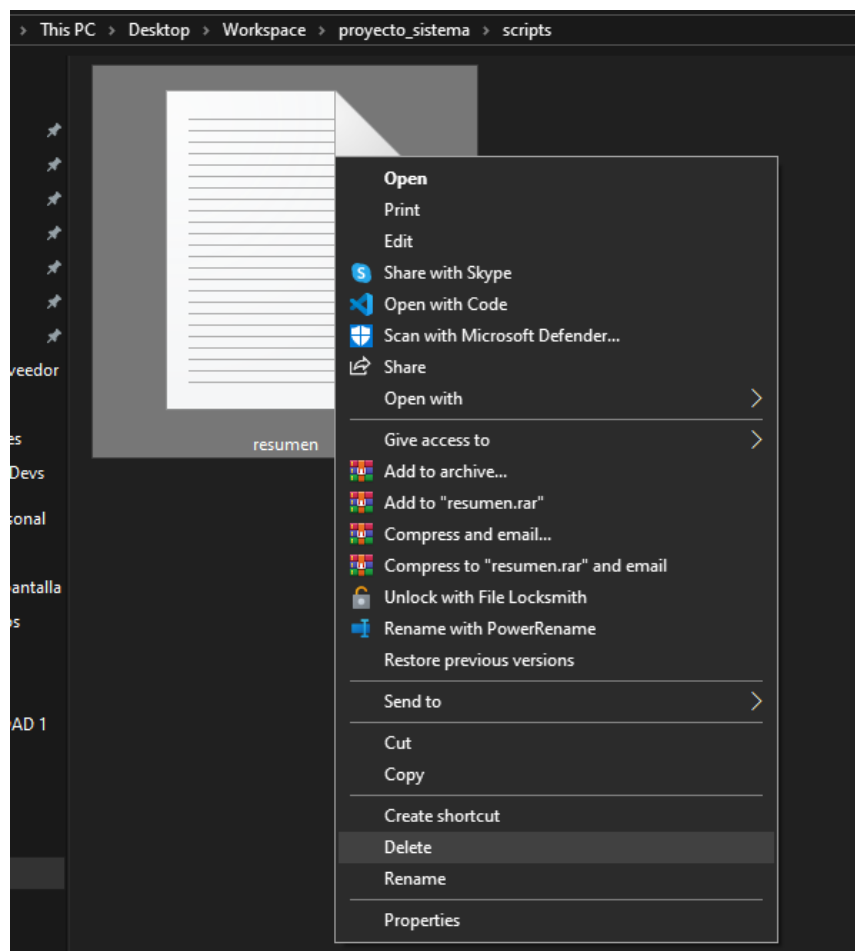 This PC > Desktop > Workspace > proyecto_sistema > scripts
veedor
es
Devs
sonal
pantalla
os
AD 1
resumen
Open
Print
Edit
Share with Skype
Open with Code
Scan with Microsoft Defender...
Share
Open with
Give access to
Add to archive...
Add to "resumen.rar"
Compress and email...
Compress to "resumen.rar" and email
Unlock with File Locksmith
Rename with PowerRename
Restore previous versions
Send to
Cut
Copy
Create shortcut
Delete
Rename
Properties